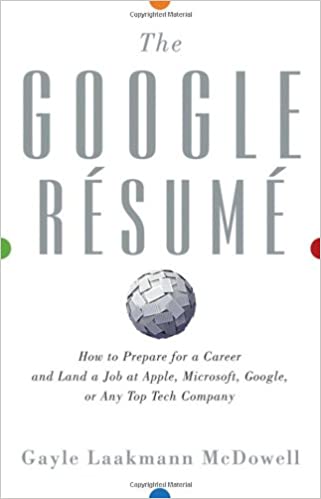 The
GOOGLE
RÉSUMÉ
How to Prepare for a Career
and Land a Job at Apple, Microsoft, Google,
or Any Top Tech Company
Gayle Laakmann McDowell